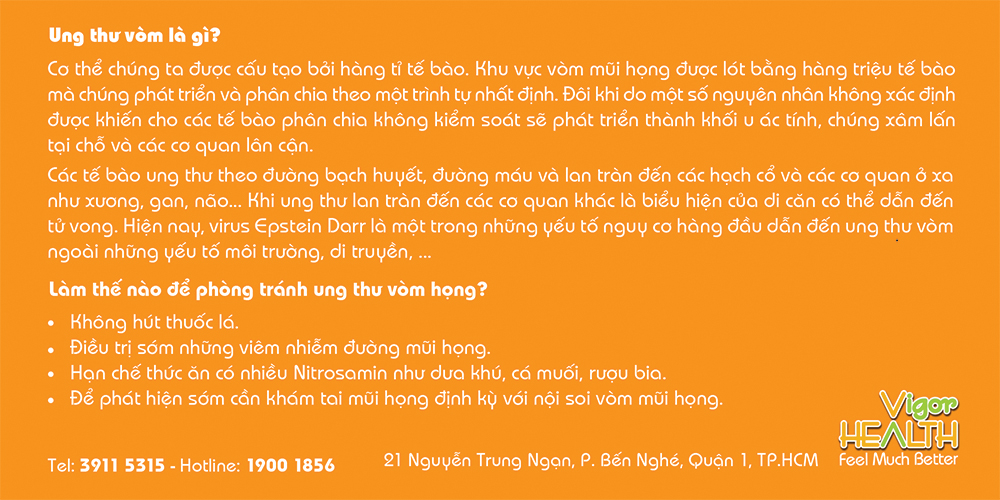 Ung thư vòm là gì?
Cơ thể chúng ta được cấu tạo bởi hàng tỉ tế bào. Khu vực vòm mũi họng được lót bằng hàng triệu tế bào
mà chúng phát triển và phân chia theo một trình tự nhất định. Đôi khi do một số nguyên nhân không xác định
được khiến cho các tế bào phân chia không kiểm soát sẽ phát triển thành khối u ác tính, chúng xâm lấn
tại chỗ và các cơ quan lân cận.
Các tế bào ung thư theo đường bạch huyết, đường máu và lan tràn đến các hạch cổ và các cơ quan ở xa
như xương, gan, não... Khi ung thư lan tràn đến các cơ quan khác là biểu hiện của di căn có thể dẫn đến
tử vong. Hiện nay, virus Epstein Darr là một trong những yếu tố nguy cơ hàng đầu dẫn đến ung thư vòm
ngoài những yếu tố môi trường, di truyền, ...
Làm thế nào để phòng tránh ung thư vòm họng?
• Không hút thuốc lá.
• Điều trị sớm những viêm nhiễm đường mũi họng.
• Hạn chế thức ăn có nhiều Nitrosamin như dưa khú, cá muối, rượu bia.
• Để phát hiện sớm cần khám tai mũi họng định kỳ với nội soi vòm mũi họng.
Vigor
HEALTH
Feel Much Better
Tel: 3911 5315 - Hotline: 1900 1856
21 Nguyễn Trung Ngạn, P. Bến Nghé, Quận 1, TP.HCM